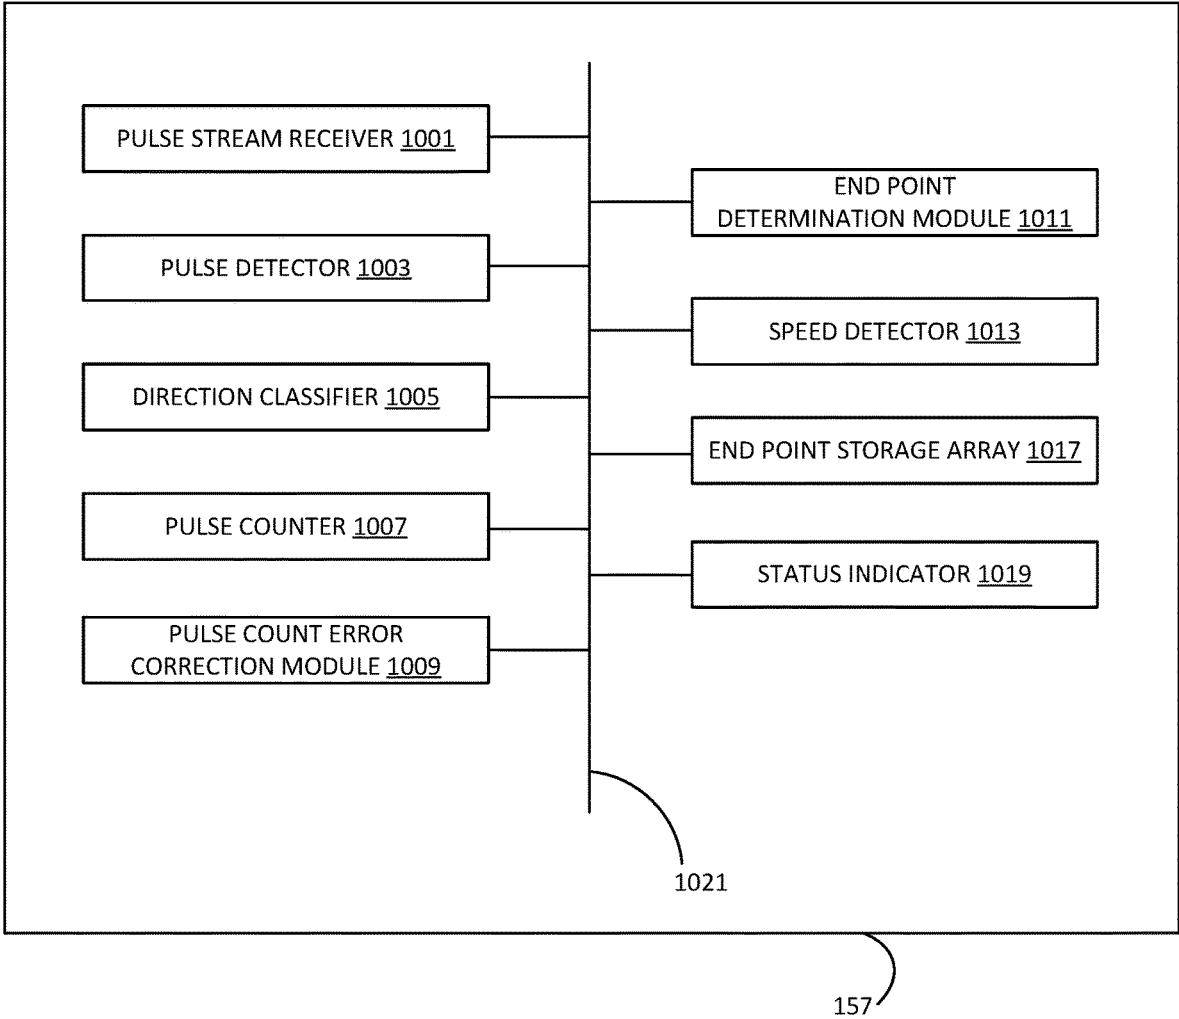 PULSE STREAM RECEIVER 1001
PULSE DETECTOR 1003
DIRECTION CLASSIFIER 1005
PULSE COUNTER 1007
PULSE COUNT ERROR
CORRECTION MODULE 1009
END POINT
DETERMINATION MODULE 1011
SPEED DETECTOR 1013
END POINT STORAGE ARRAY 1017
STATUS INDICATOR 1019
1021
157